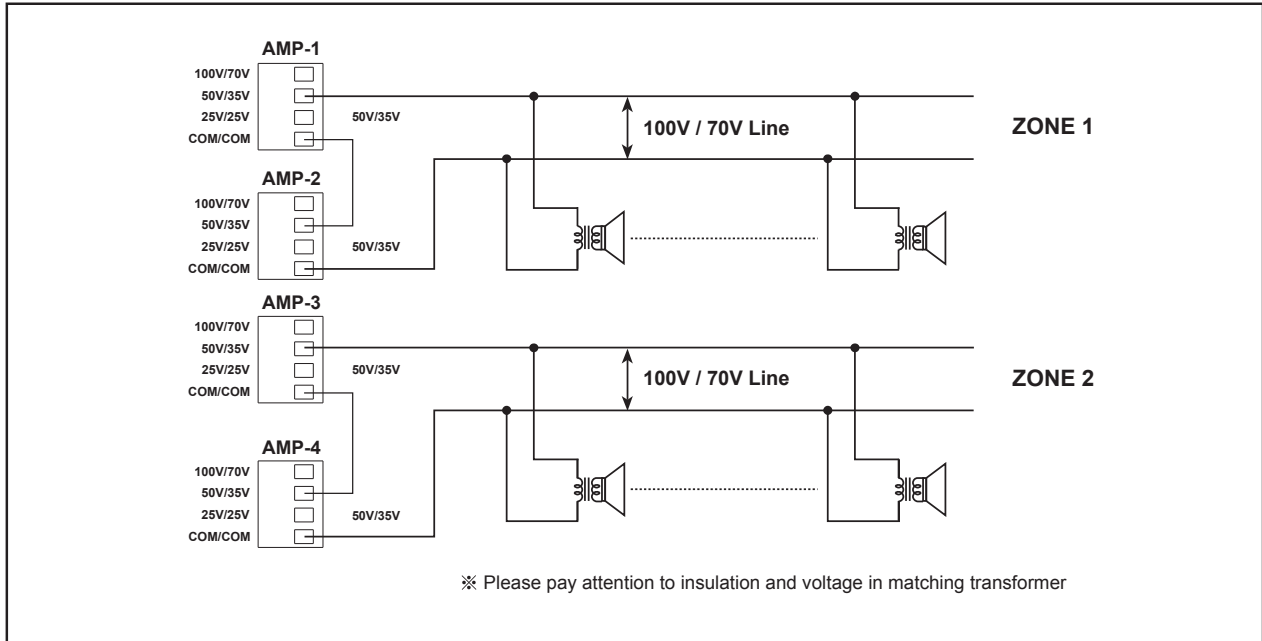 AMP-1
100V/70V
50V/35V
25V/25V 50V/35V
COM/COM
100V / 70V Line
ZONE 1
AMP-2
100V/70V
50V/35V
25V/25V 50V/35V
COM/COM
AMP-3
100V/70V
50V/35V
25V/25V 50V/35V
COM/COM
100V / 70V Line
ZONE 2
AMP-4
100V/70V
50V/35V
25V/25V 50V/35V
COM/COM
※ Please pay attention to insulation and voltage in matching transformer